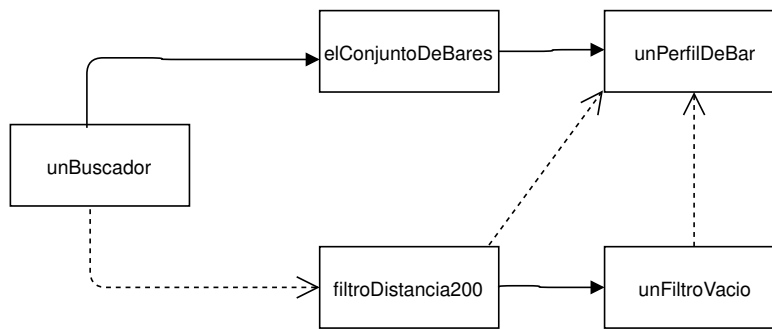 elConjuntoDeBares
unPerfilDeBar
unBuscador
filtroDistancia200
unFiltroVacio